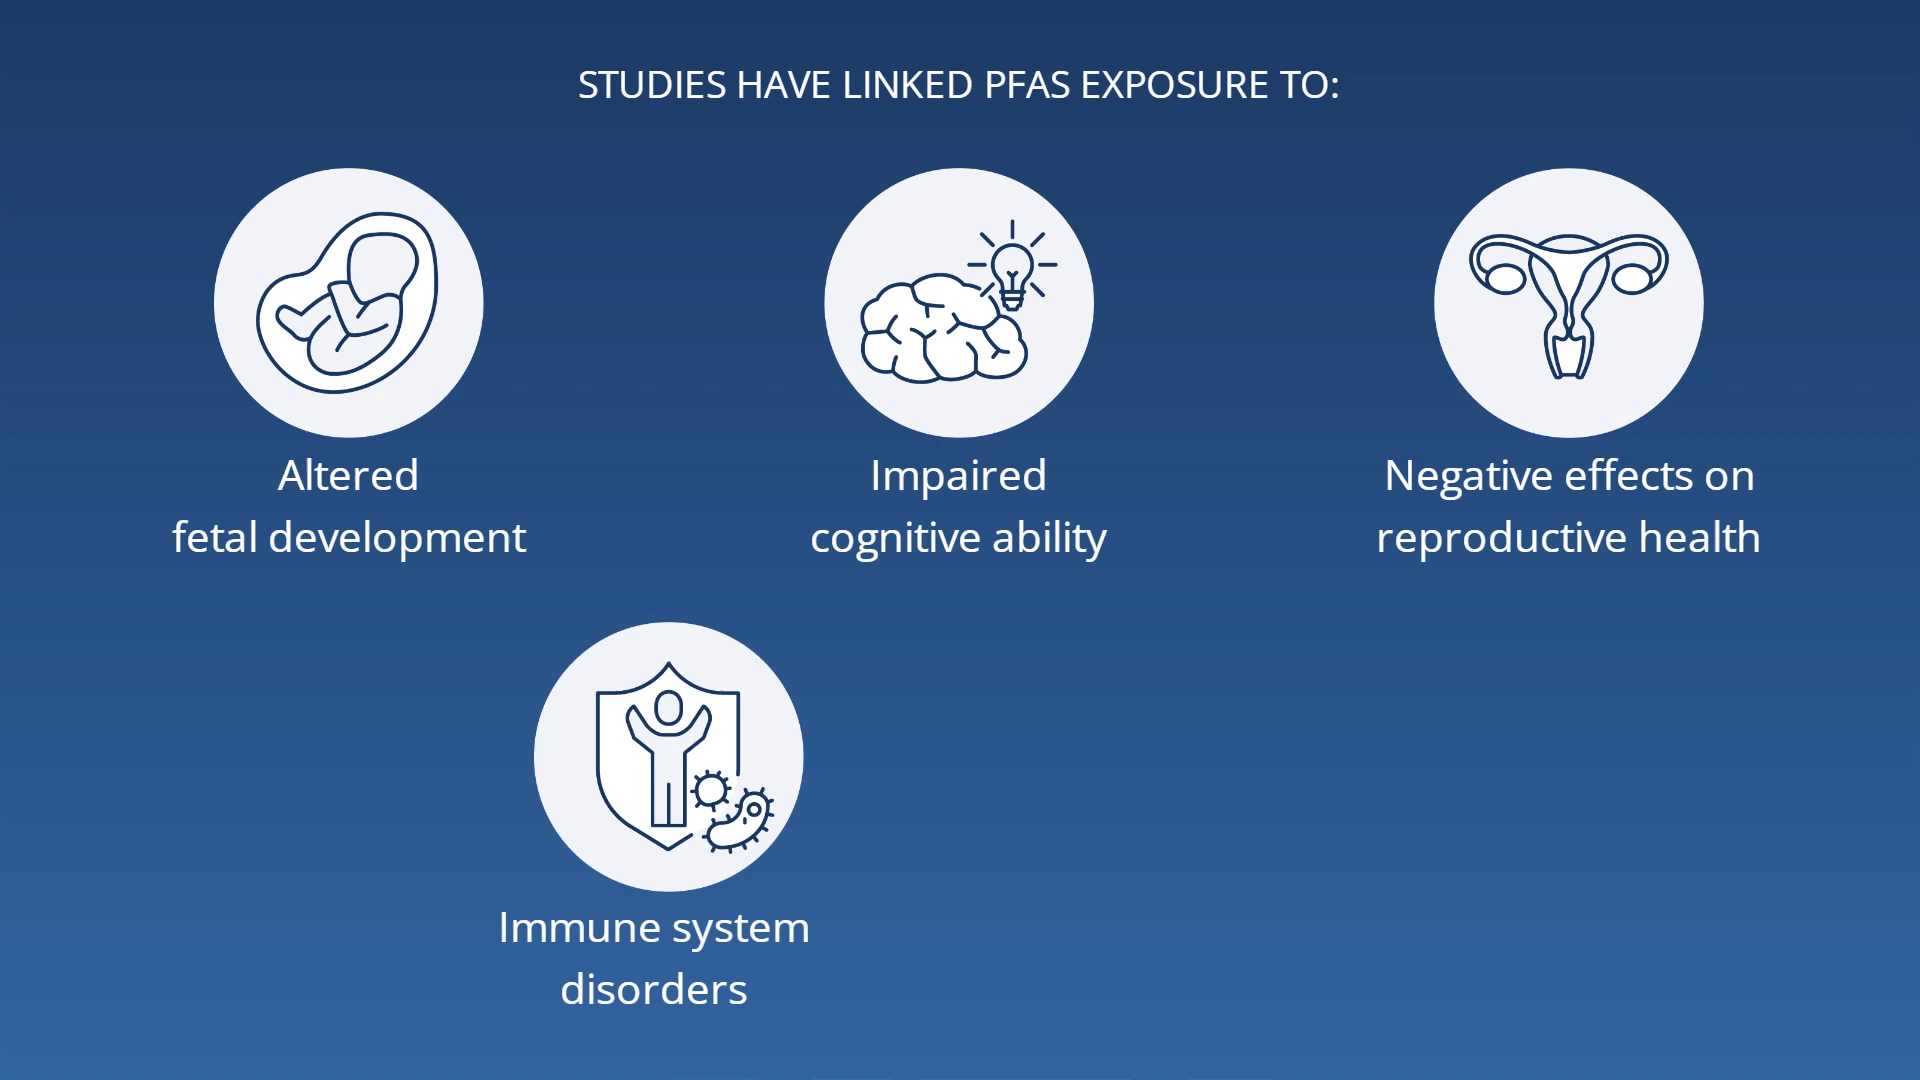 STUDIES HAVE LINKED PFAS EXPOSURE TO:
Altered
fetal development
Impaired
cognitive ability
Negative effects on
reproductive health
Immune system
disorders